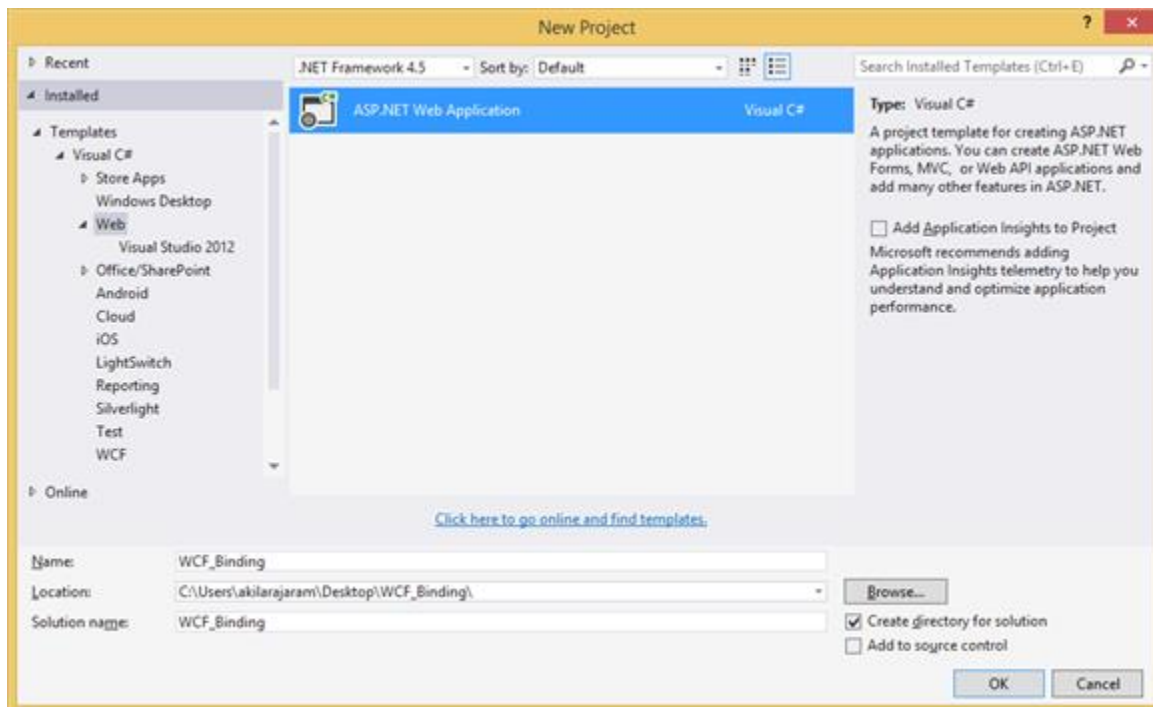 New Project
?
Recent
Installed
Templates
Visual C#
Store Apps
Windows Desktop
Web
Visual Studio 2012
Office/SharePoint
Android
Cloud
iOS
LightSwitch
Reporting
Silverlight
Test
WCF
Online
.NET Framework 4.5
Sort by: Default
ASP.NET Web Application
Visual C#
Click here to go online and find templates.
Search Installed Templates (Ctrl+E)
Type: Visual C#
A project template for creating ASP.NET
applications. You can create ASP.NET Web
Forms, MVC, or Web API applications and
add many other features in ASP.NET.
Add Application Insights to Project
Microsoft recommends adding
Application Insights telemetry to help you
understand and optimize application
performance.
Name: WCF_Binding
Location: C:\Users\akilarajaram\Desktop\WCF_Binding\
Browse...
Solution name: WCF_Binding
Create directory for solution
Add to source control
OK
Cancel